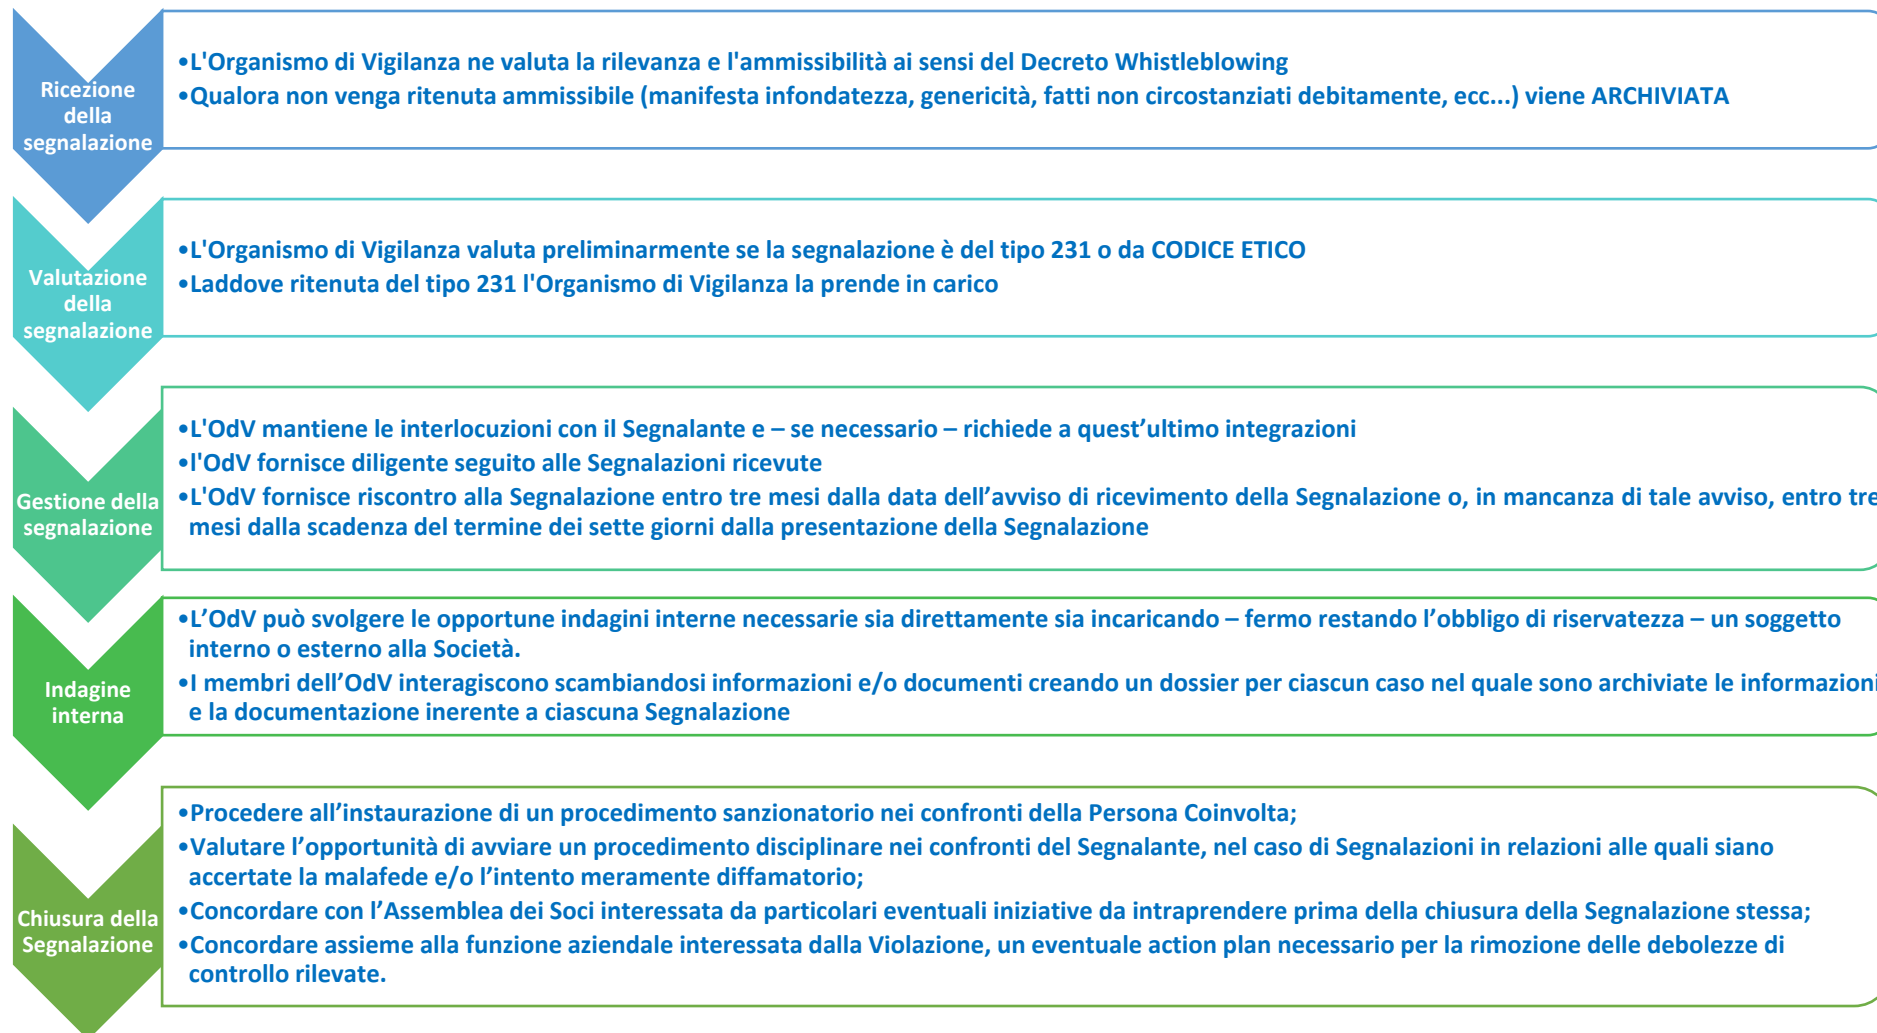 Ricezione
della
segnalazione
•L'Organismo di Vigilanza ne valuta la rilevanza e l'ammissibilità ai sensi del Decreto Whistleblowing
•Qualora non venga ritenuta ammissibile (manifesta infondatezza, genericità, fatti non circostanziati debitamente, ecc...) viene ARCHIVIATA
Valutazione
della
segnalazione
•L'Organismo di Vigilanza valuta preliminarmente se la segnalazione è del tipo 231 o da CODICE ETICO
•Laddove ritenuta del tipo 231 l'Organismo di Vigilanza la prende in carico
Gestione della
segnalazione
•L'OdV mantiene le interlocuzioni con il Segnalante e – se necessario – richiede a quest’ultimo integrazioni
•l'OdV fornisce diligente seguito alle Segnalazioni ricevute
•L'OdV fornisce riscontro alla Segnalazione entro tre mesi dalla data dell’avviso di ricevimento della Segnalazione o, in mancanza di tale avviso, entro tre
mesi dalla scadenza del termine dei sette giorni dalla presentazione della Segnalazione
Indagine
interna
•L’OdV può svolgere le opportune indagini interne necessarie sia direttamente sia incaricando – fermo restando l’obbligo di riservatezza – un soggetto
interno o esterno alla Società.
•I membri dell’OdV interagiscono scambiandosi informazioni e/o documenti creando un dossier per ciascun caso nel quale sono archiviate le informazioni
e la documentazione inerente a ciascuna Segnalazione
Chiusura della
Segnalazione
•Procedere all’instaurazione di un procedimento sanzionatorio nei confronti della Persona Coinvolta;
•Valutare l’opportunità di avviare un procedimento disciplinare nei confronti del Segnalante, nel caso di Segnalazioni in relazioni alle quali siano
accertate la malafede e/o l’intento meramente diffamatorio;
•Concordare con l’Assemblea dei Soci interessata da particolari eventuali iniziative da intraprendere prima della chiusura della Segnalazione stessa;
•Concordare assieme alla funzione aziendale interessata dalla Violazione, un eventuale action plan necessario per la rimozione delle debolezze di
controllo rilevate.